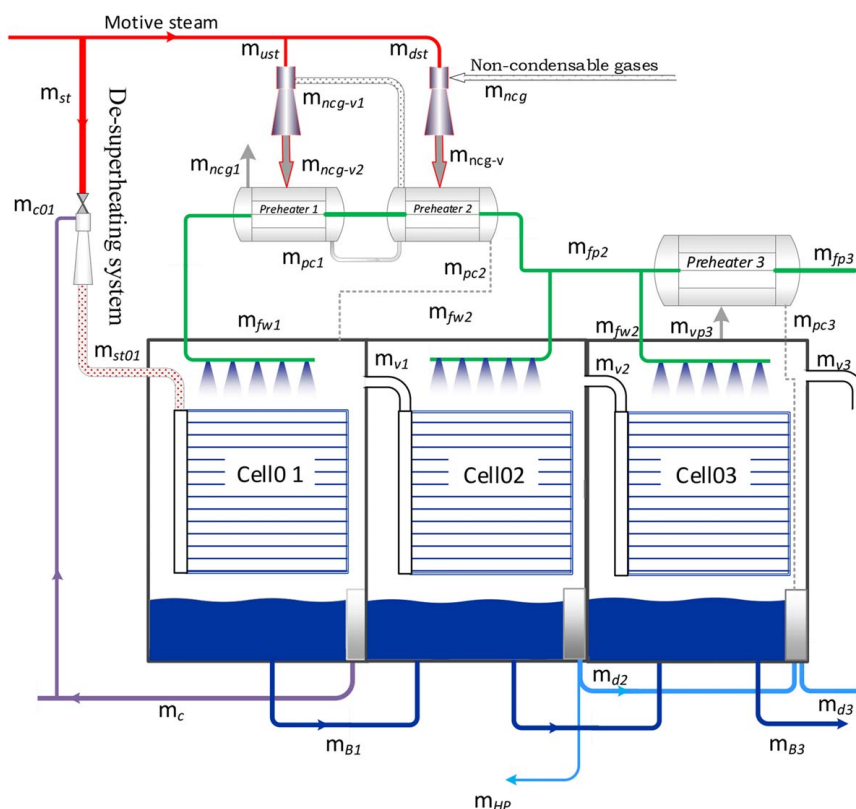 Motive steam
m_ust
m_dst
Non-condensable gases
m_ncg
m_st
De-superheating system
m_ncg-v1
m_ncg1
m_ncg-v2
m_ncg-v
m_c01
Preheater 1
Preheater 2
m_pc1
m_pc2
m_fp2
Preheater 3
m_fp3
m_fw1
m_fw2
m_fw2
m_vp3
m_pc3
m_st01
m_v1
m_v2
m_v3
Cell0 1
Cell02
Cell03
m_c
m_B1
m_d2
m_d3
m_B3
m_HP